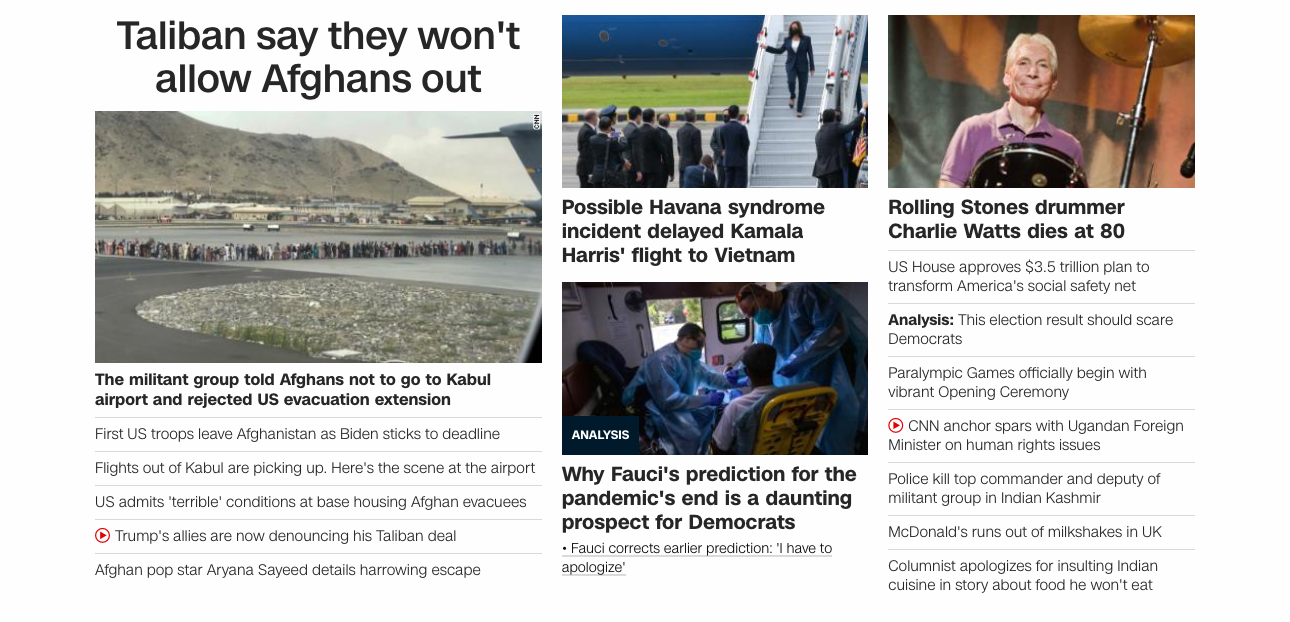 Taliban say they won't
allow Afghans out
CNN
The militant group told Afghans not to go to Kabul
airport and rejected US evacuation extension
First US troops leave Afghanistan as Biden sticks to deadline
Flights out of Kabul are picking up. Here's the scene at the airport
US admits 'terrible' conditions at base housing Afghan evacuees
Trump's allies are now denouncing his Taliban deal
Afghan pop star Aryana Sayeed details harrowing escape
Possible Havana syndrome
incident delayed Kamala
Harris' flight to Vietnam
ANALYSIS
Why Fauci's prediction for the
pandemic's end is a daunting
prospect for Democrats
• Fauci corrects earlier prediction: 'I have to
apologize'
Rolling Stones drummer
Charlie Watts dies at 80
US House approves $3.5 trillion plan to
transform America's social safety net
Analysis: This election result should scare
Democrats
Paralympic Games officially begin with
vibrant Opening Ceremony
CNN anchor spars with Ugandan Foreign
Minister on human rights issues
Police kill top commander and deputy of
militant group in Indian Kashmir
McDonald's runs out of milkshakes in UK
Columnist apologizes for insulting Indian
cuisine in story about food he won't eat